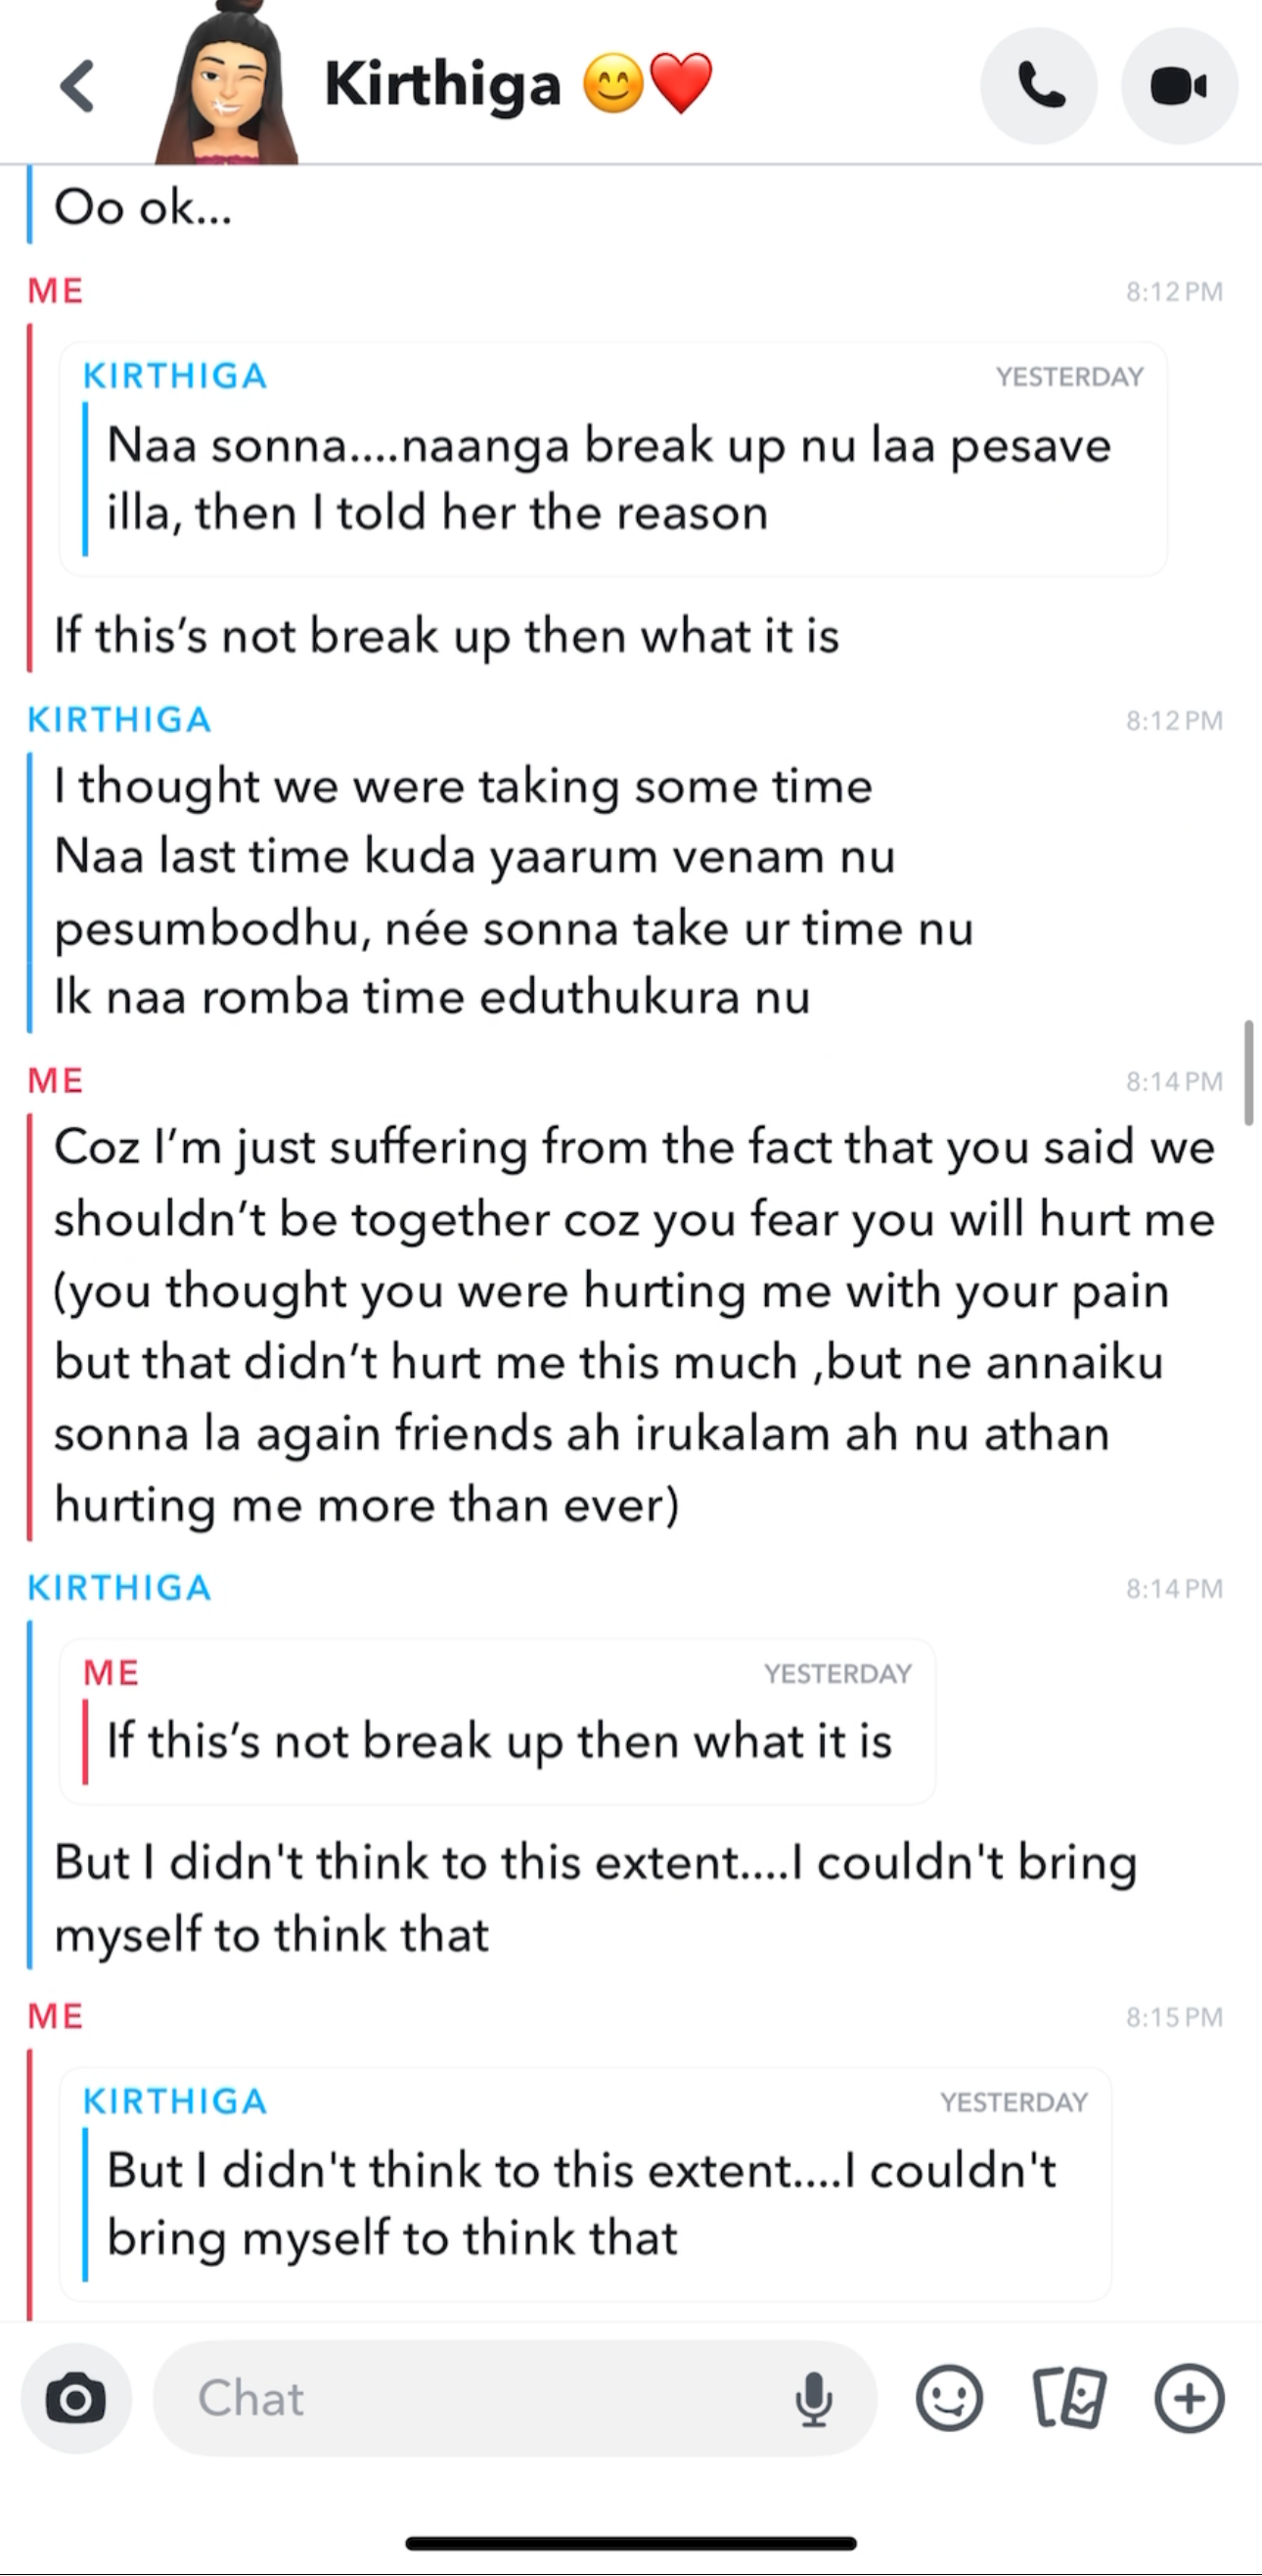 Kirthiga 😊❤️
Oo ok...
ME 8:12 PM
KIRTHIGA YESTERDAY
Naa sonna....naanga break up nu laa pesave
illa, then I told her the reason
If this’s not break up then what it is
KIRTHIGA 8:12 PM
I thought we were taking some time
Naa last time kuda yaarum venam nu
pesumbodhu, née sonna take ur time nu
Ik naa romba time eduthukura nu
ME 8:14 PM
Coz I’m just suffering from the fact that you said we
shouldn’t be together coz you fear you will hurt me
(you thought you were hurting me with your pain
but that didn’t hurt me this much ,but ne annaiku
sonna la again friends ah irukalam ah nu athan
hurting me more than ever)
KIRTHIGA 8:14 PM
ME YESTERDAY
If this’s not break up then what it is
But I didn't think to this extent....I couldn't bring
myself to think that
ME 8:15 PM
KIRTHIGA YESTERDAY
But I didn't think to this extent....I couldn't
bring myself to think that
Chat